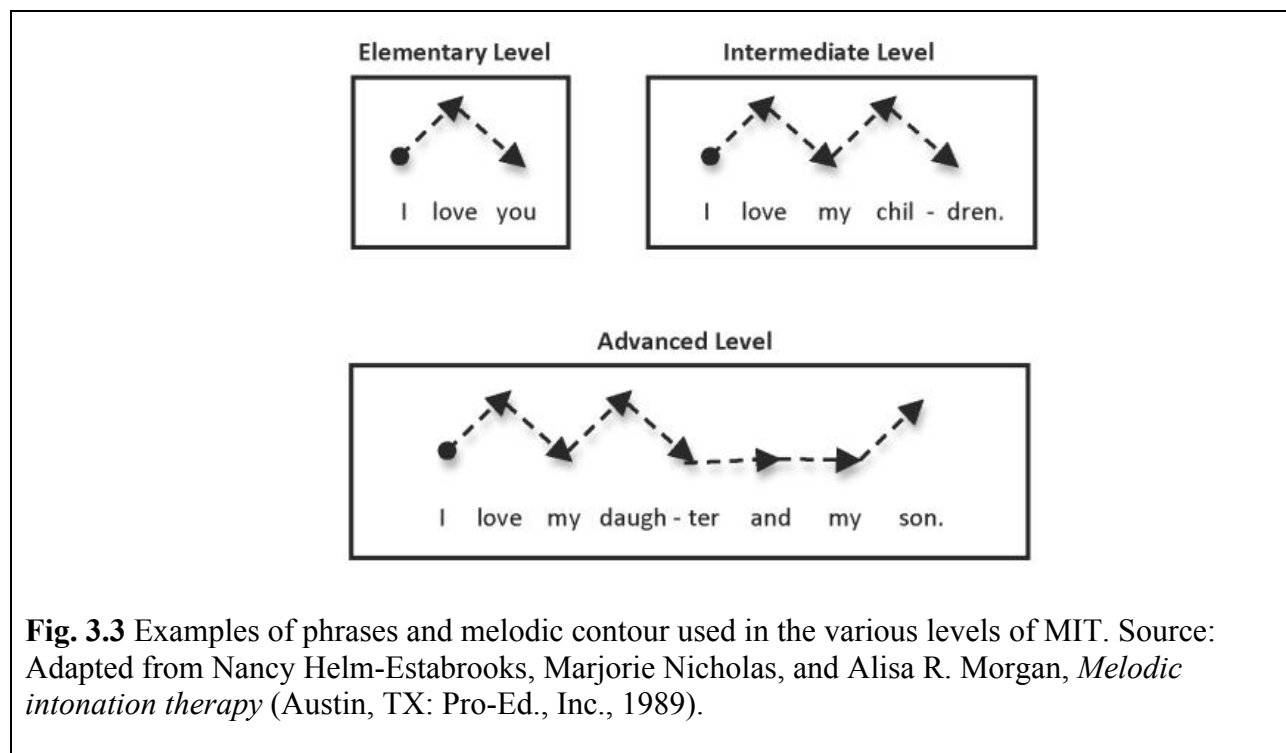 Elementary Level
I love you
Intermediate Level
I love my chil - dren.
Advanced Level
I love my daugh - ter and my son.
Fig. 3.3 Examples of phrases and melodic contour used in the various levels of MIT. Source:
Adapted from Nancy Helm-Estabrooks, Marjorie Nicholas, and Alisa R. Morgan, Melodic
intonation therapy (Austin, TX: Pro-Ed., Inc., 1989).